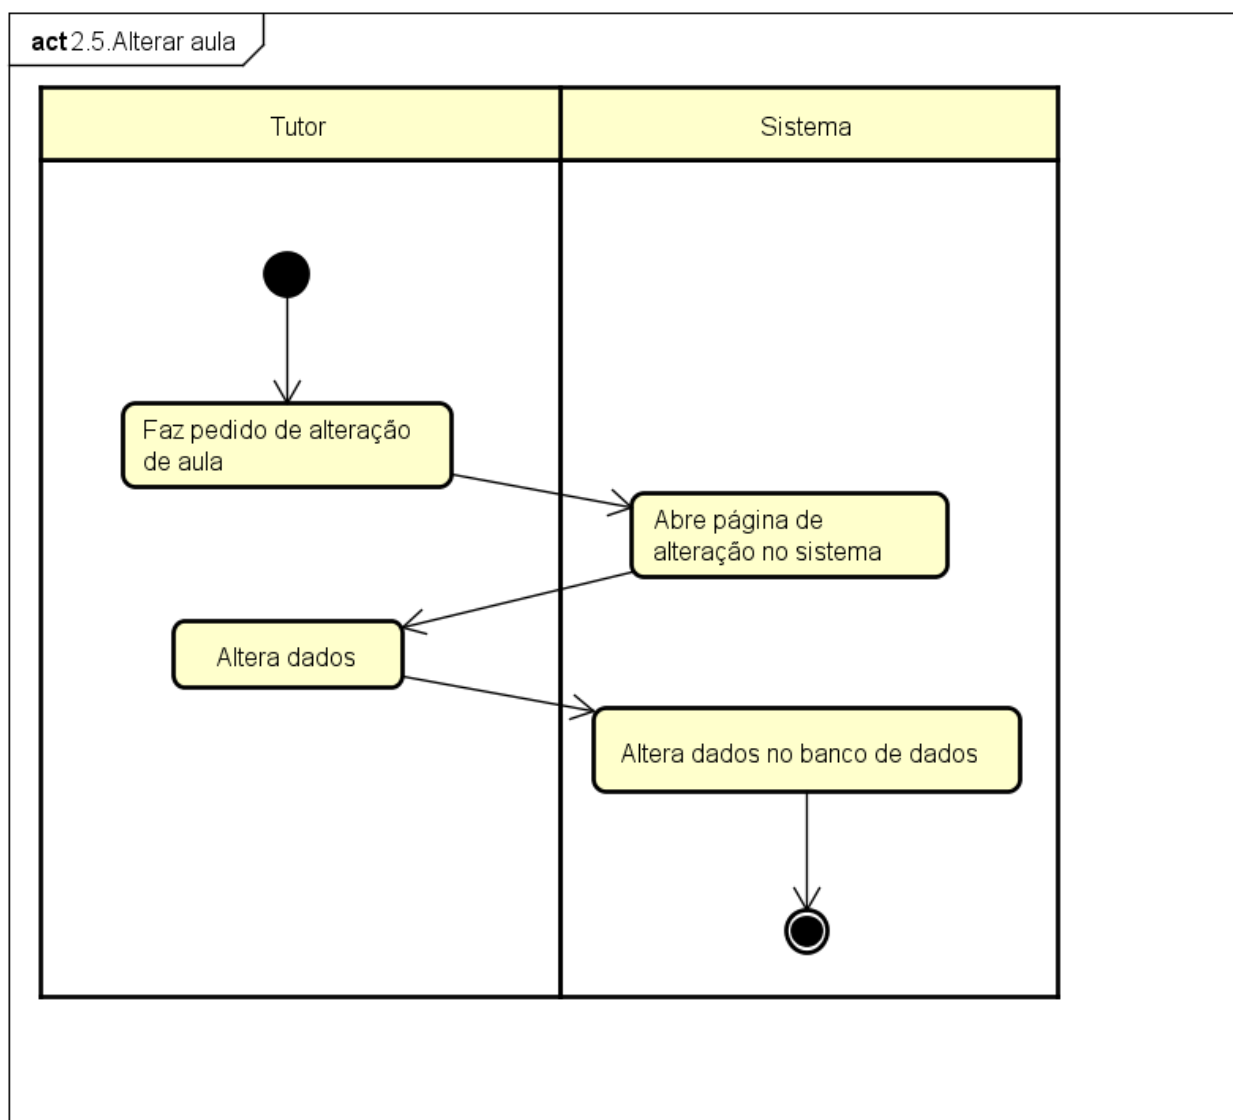 act 2.5.Alterar aula
Tutor
Sistema
Faz pedido de alteração
de aula
Abre página de
alteração no sistema
Altera dados
Altera dados no banco de dados